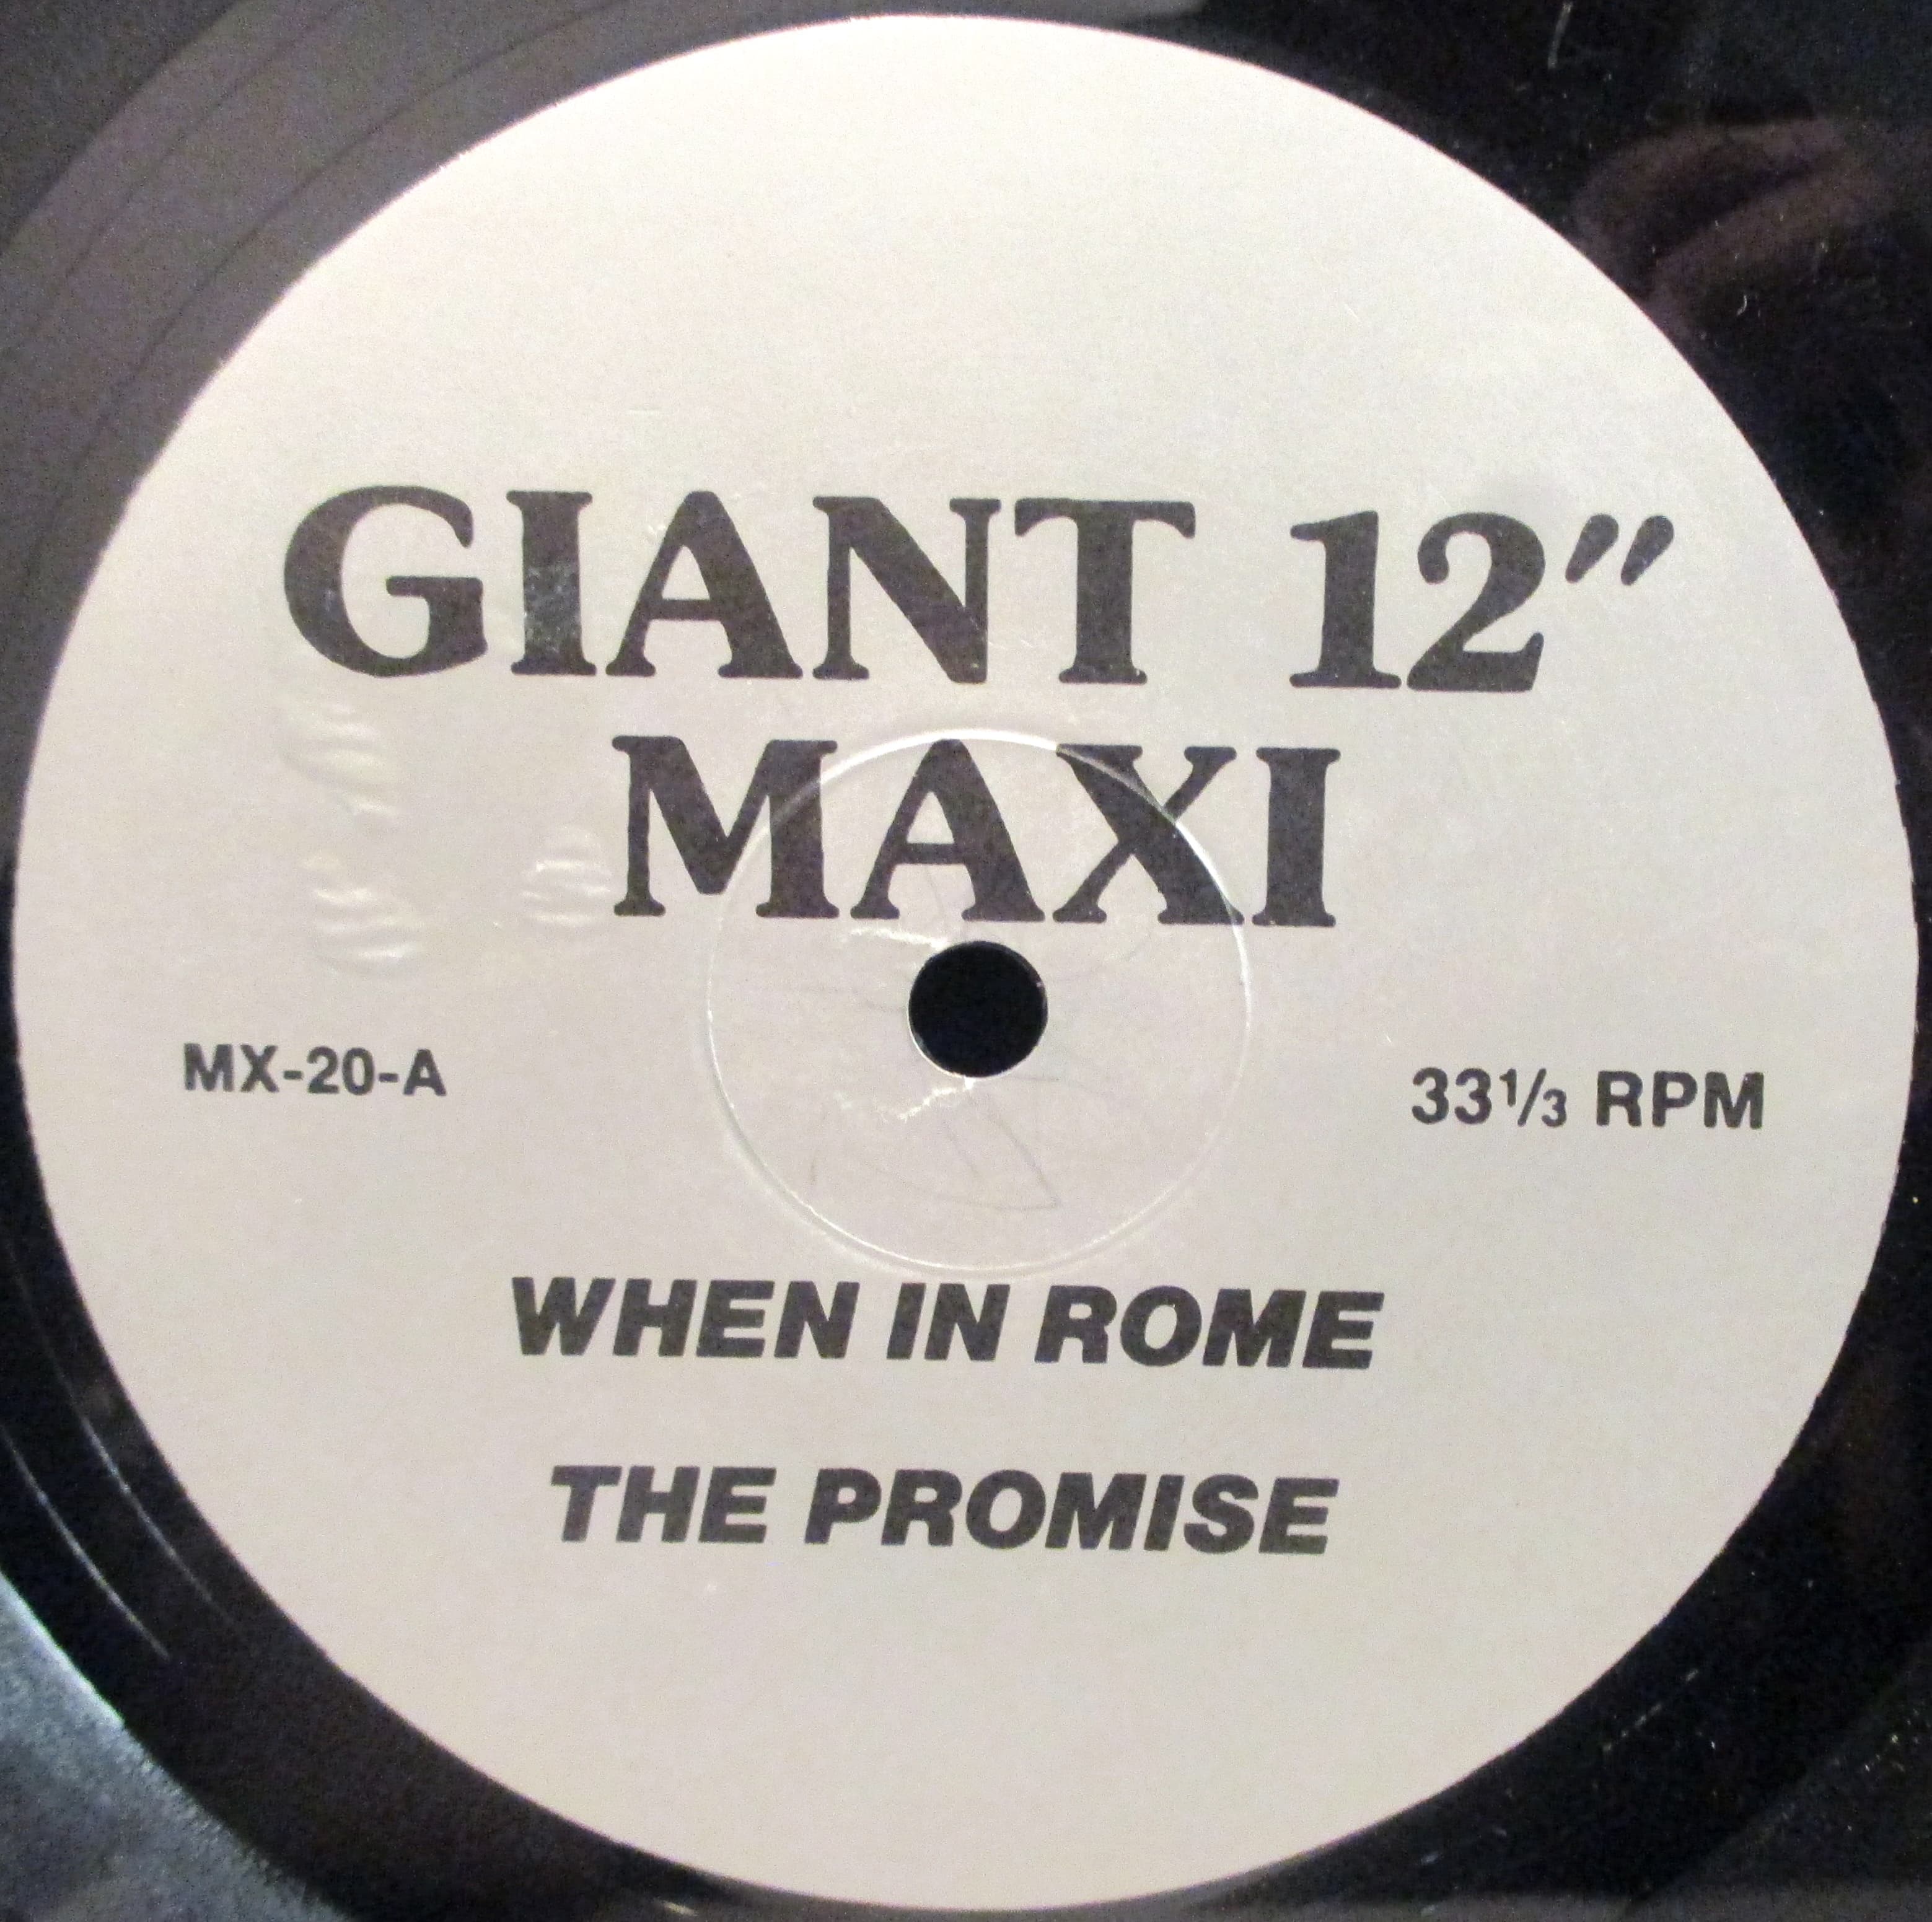 GIANT 12"
MAXI
MX-20-A
33⅓ RPM
WHEN IN ROME
THE PROMISE